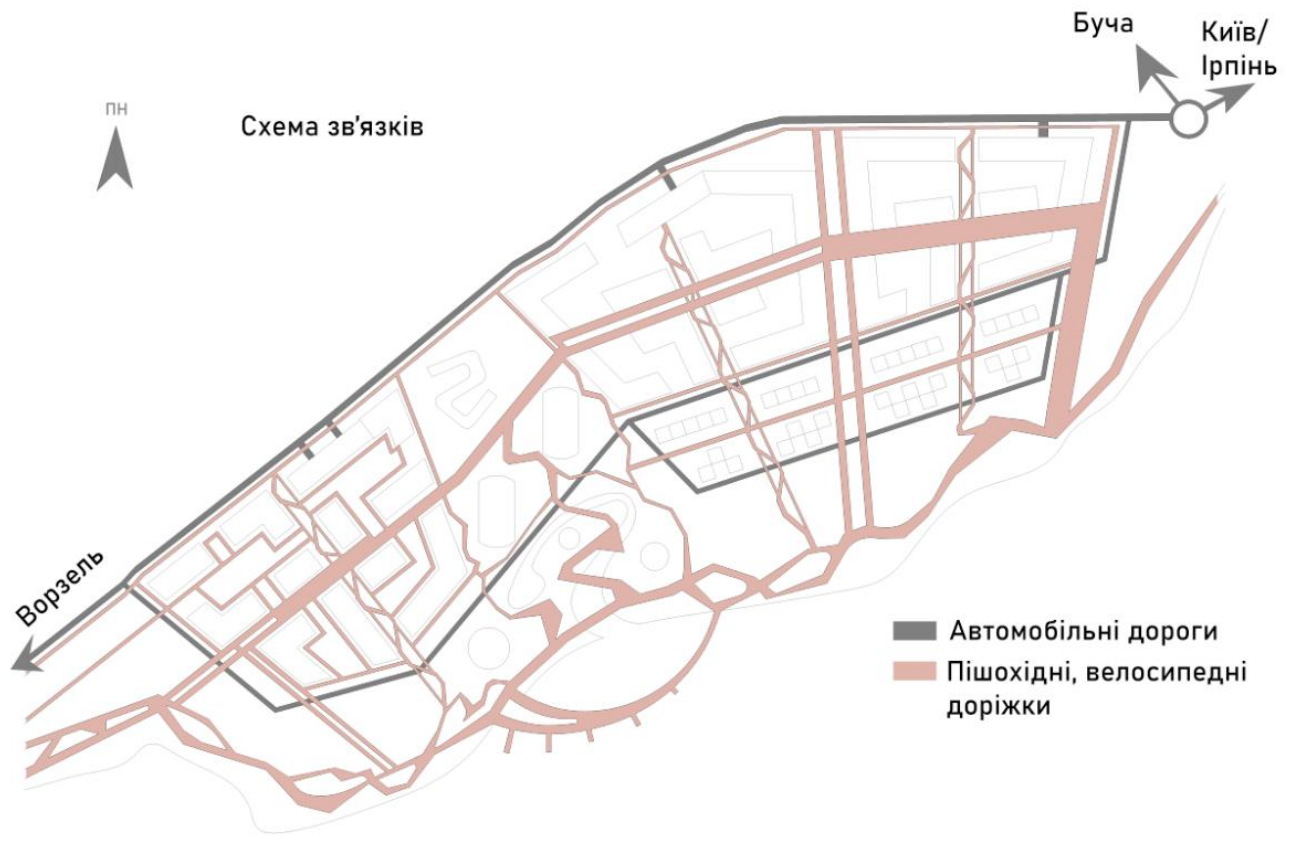 Буча
Київ/
Ірпінь
пн
Схема зв'язків
Ворзель
Автомобільні дороги
Пішохідні, велосипедні
доріжки